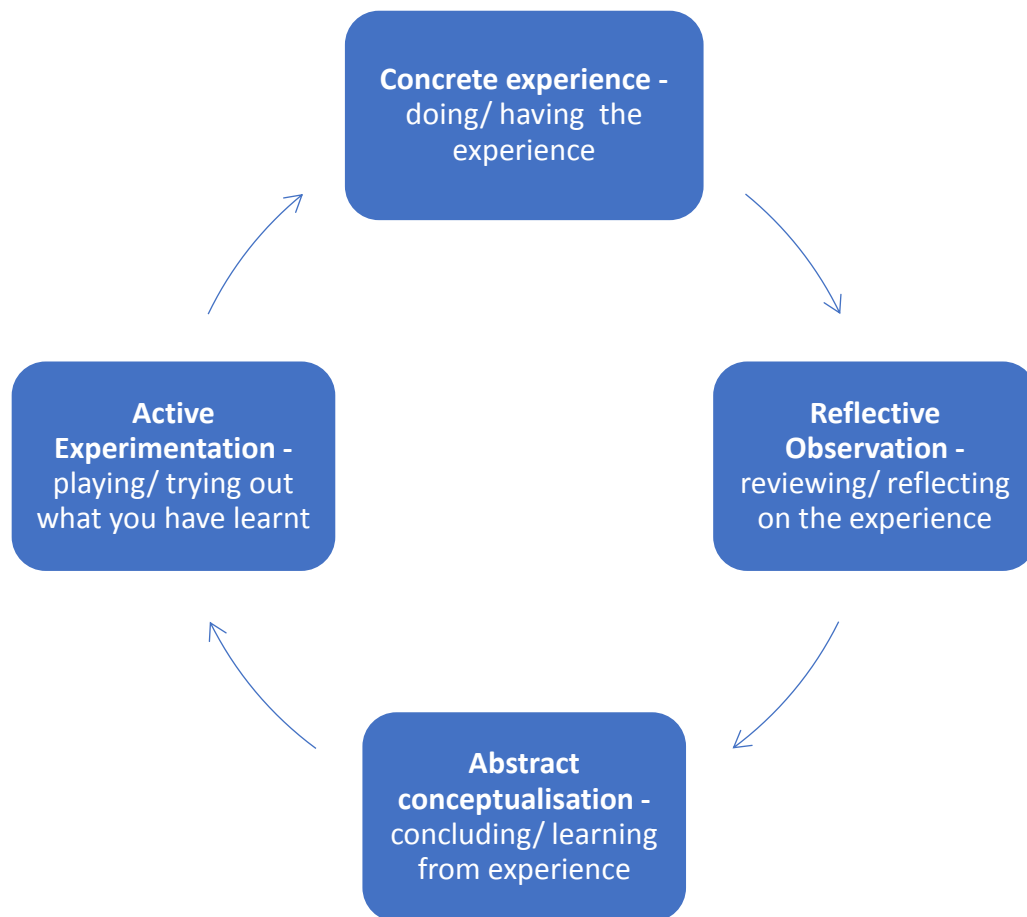 Concrete experience -
doing/ having  the
experience
Reflective
Observation -
reviewing/ reflecting
on the experience
Abstract
conceptualisation -
concluding/ learning
from experience
Active
Experimentation -
playing/ trying out
what you have learnt